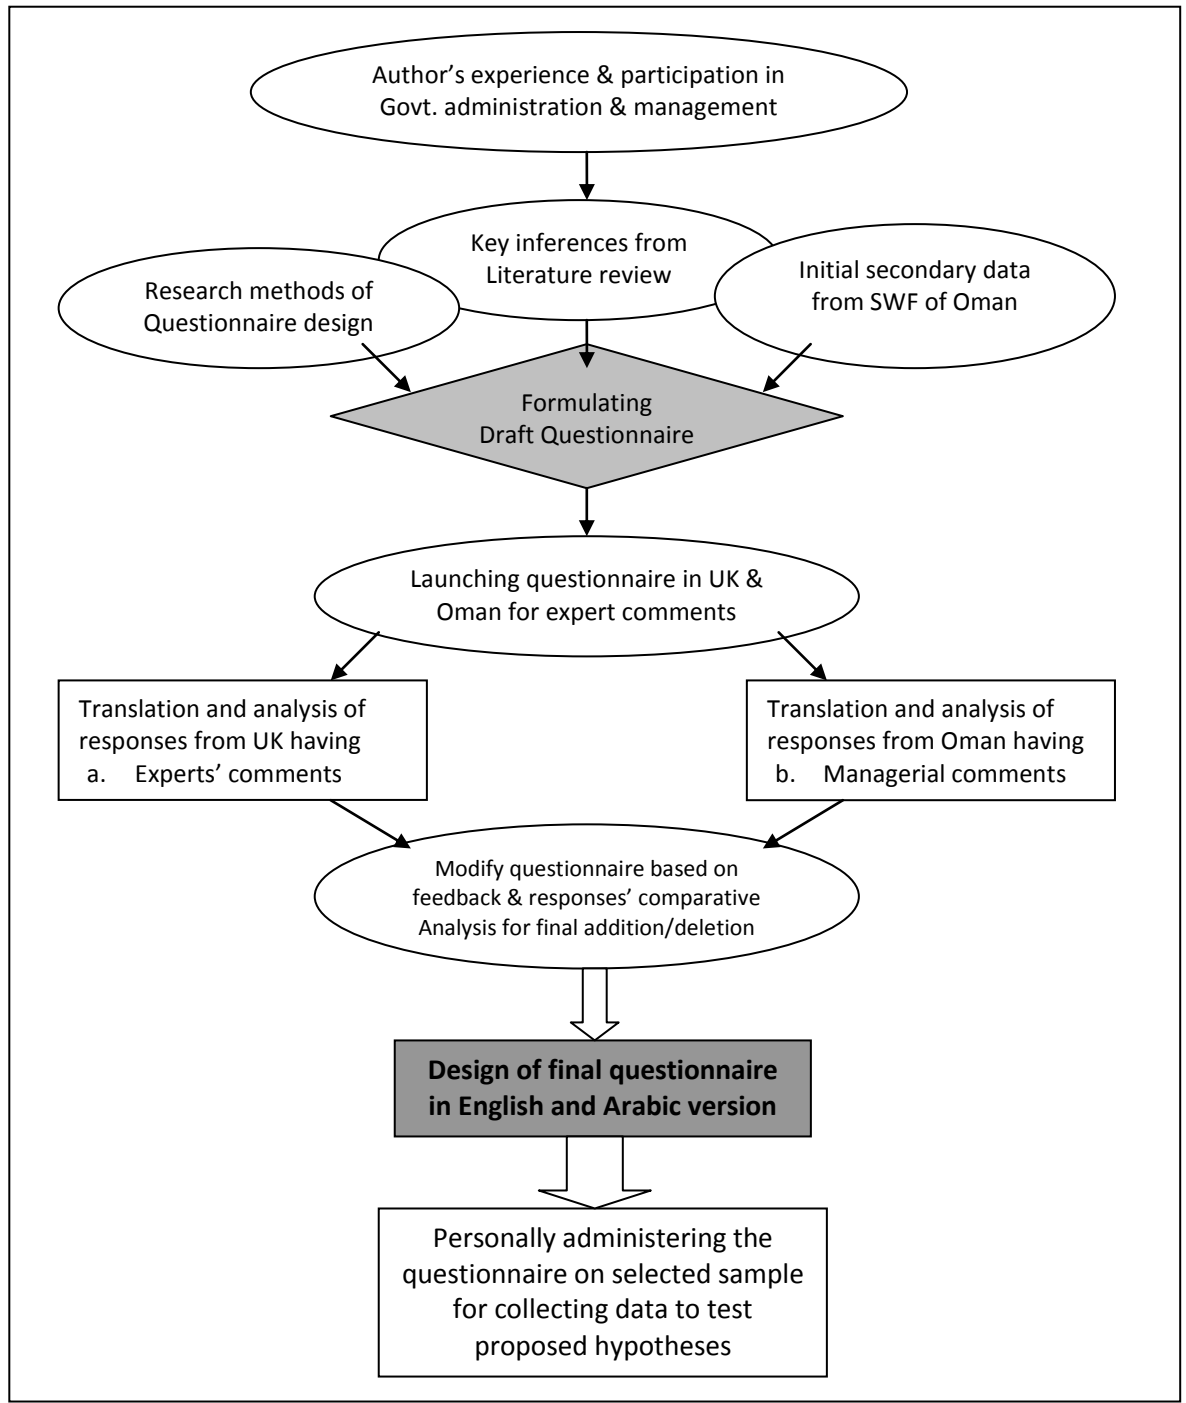 Author’s experience & participation in
Govt. administration & management
Key inferences from
Literature review
Research methods of
Questionnaire design
Initial secondary data
from SWF of Oman
Formulating
Draft Questionnaire
Launching questionnaire in UK &
Oman for expert comments
Translation and analysis of
responses from UK having
a. Experts’ comments
Translation and analysis of
responses from Oman having
b. Managerial comments
Modify questionnaire based on
feedback & responses’ comparative
Analysis for final addition/deletion
Design of final questionnaire
in English and Arabic version
Personally administering the
questionnaire on selected sample
for collecting data to test
proposed hypotheses